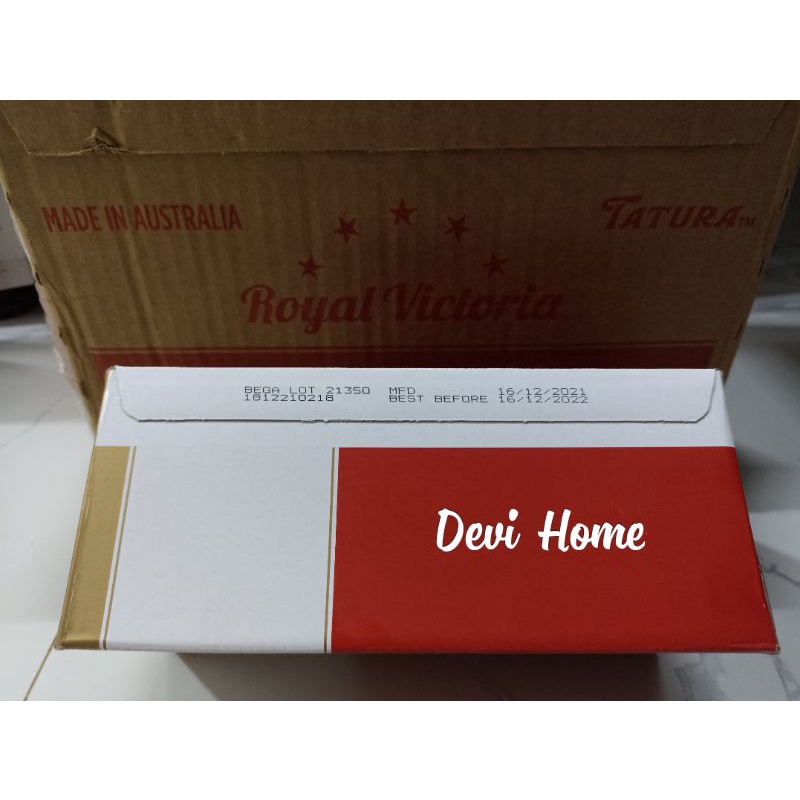 MADE IN AUSTRALIA
TATURA™
Royal Victoria
BEGA LOT 21350 MFD 16/12/2021
1612210218 BEST BEFORE 16/12/2022
Devi Home